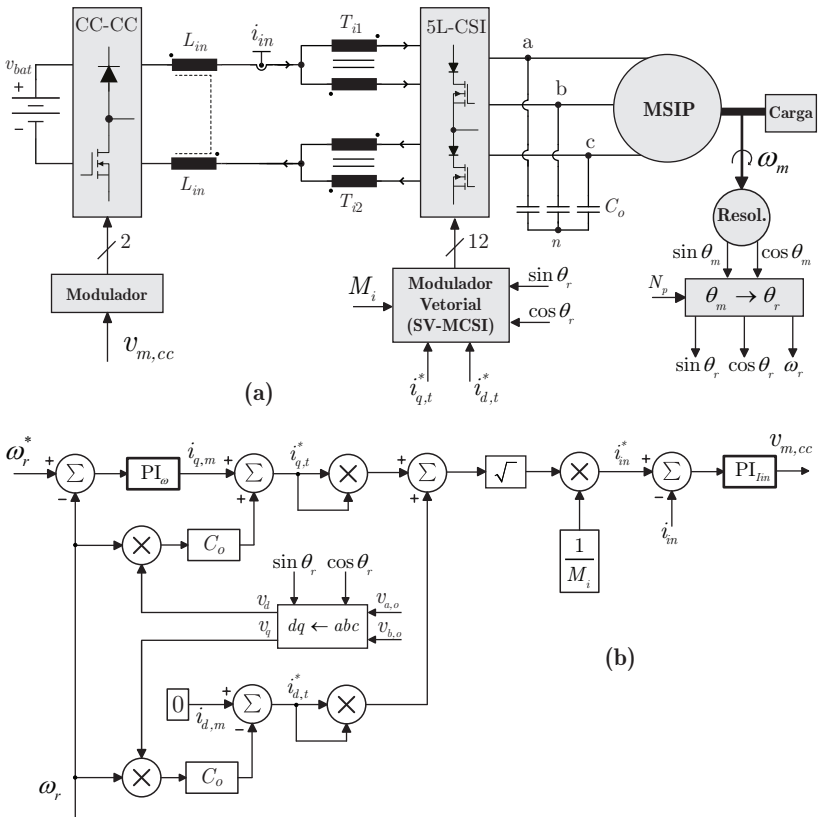 CC-CC
L_in
i_in
T_i1
5L-CSI
a
v_bat
+
-
b
MSIP
Carga
c
ω_m
L_in
T_i2
C_o
n
Resol.
2
12
sin θ_m
cos θ_m
Modulador
M_i
Modulador
Vetorial
(SV-MCSI)
sin θ_r
cos θ_r
N_p
θ_m → θ_r
v_m,cc
sin θ_r
cos θ_r
ω_r
(a)
i*_q,t
i*_d,t
ω*_r
+
-
Σ
PI_ω
i_q,m
+
+
Σ
i*_q,t
×
+
+
Σ
√
×
i*_in
+
-
Σ
PI_Iin
v_m,cc
i_in
1
M_i
×
C_o
sin θ_r
cos θ_r
v_d
v_q
dq ← abc
v_a,o
v_b,o
(b)
0
i_d,m
+
-
Σ
i*_d,t
×
×
C_o
ω_r